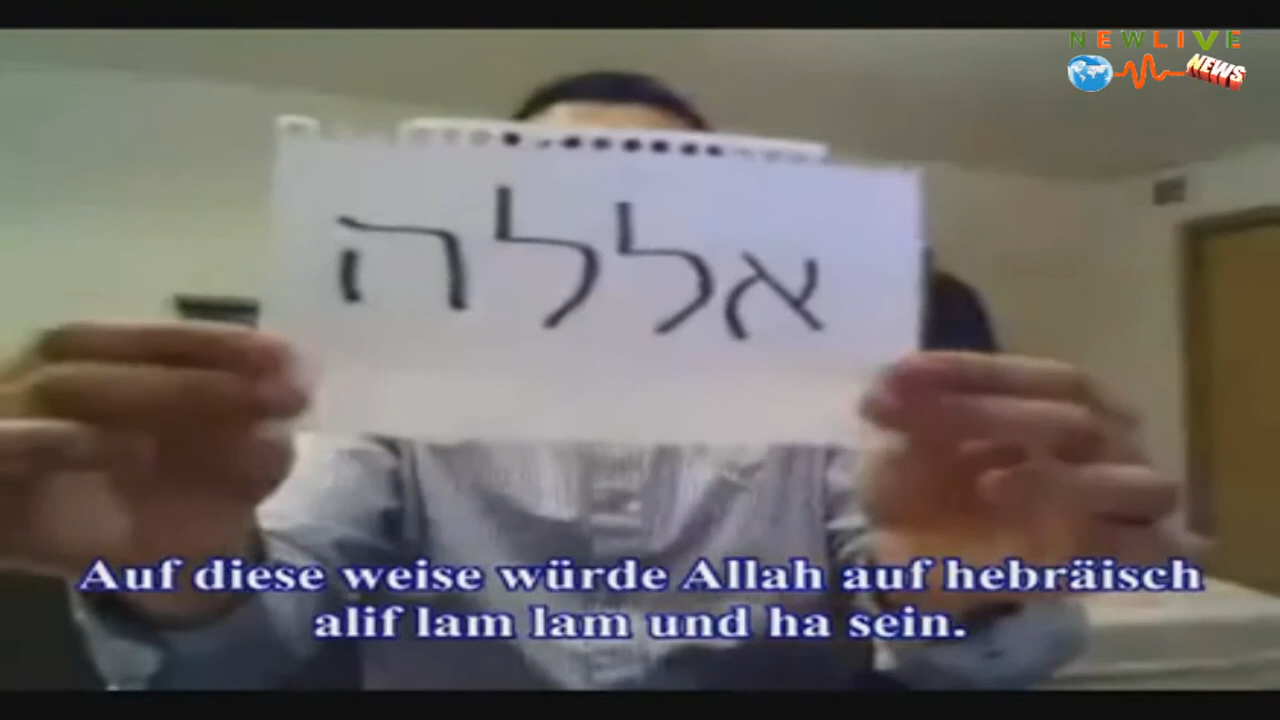 NEWLIVE
NEWS
אללה
Auf diese weise würde Allah auf hebräisch
alif lam lam und ha sein.